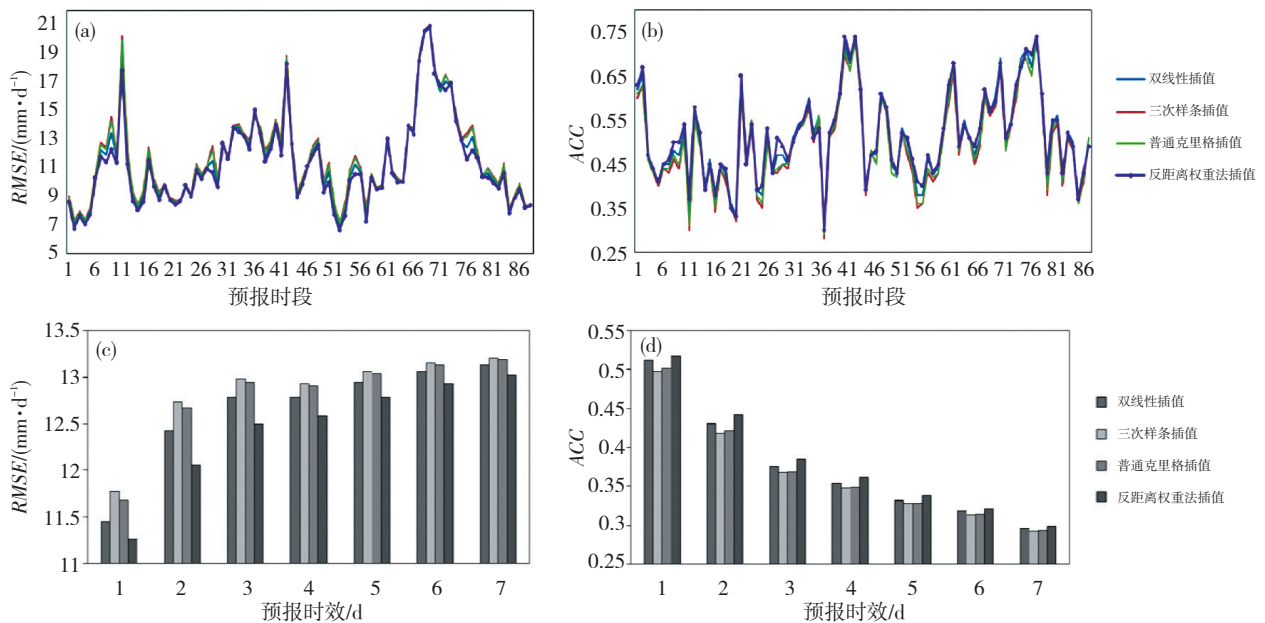 (a)
RMSE/(mm·d⁻¹)
21
19
17
15
13
11
9
7
5
1 6 11 16 21 26 31 36 41 46 51 56 61 66 71 76 81 86
预报时段
(b)
ACC
0.75
0.65
0.55
0.45
0.35
0.25
1 6 11 16 21 26 31 36 41 46 51 56 61 66 71 76 81 86
预报时段
双线性插值
三次样条插值
普通克里格插值
反距离权重法插值
(c)
RMSE/(mm·d⁻¹)
13.5
13
12.5
12
11.5
11
1 2 3 4 5 6 7
预报时效/d
(d)
ACC
0.55
0.5
0.45
0.4
0.35
0.3
0.25
1 2 3 4 5 6 7
预报时效/d
双线性插值
三次样条插值
普通克里格插值
反距离权重法插值